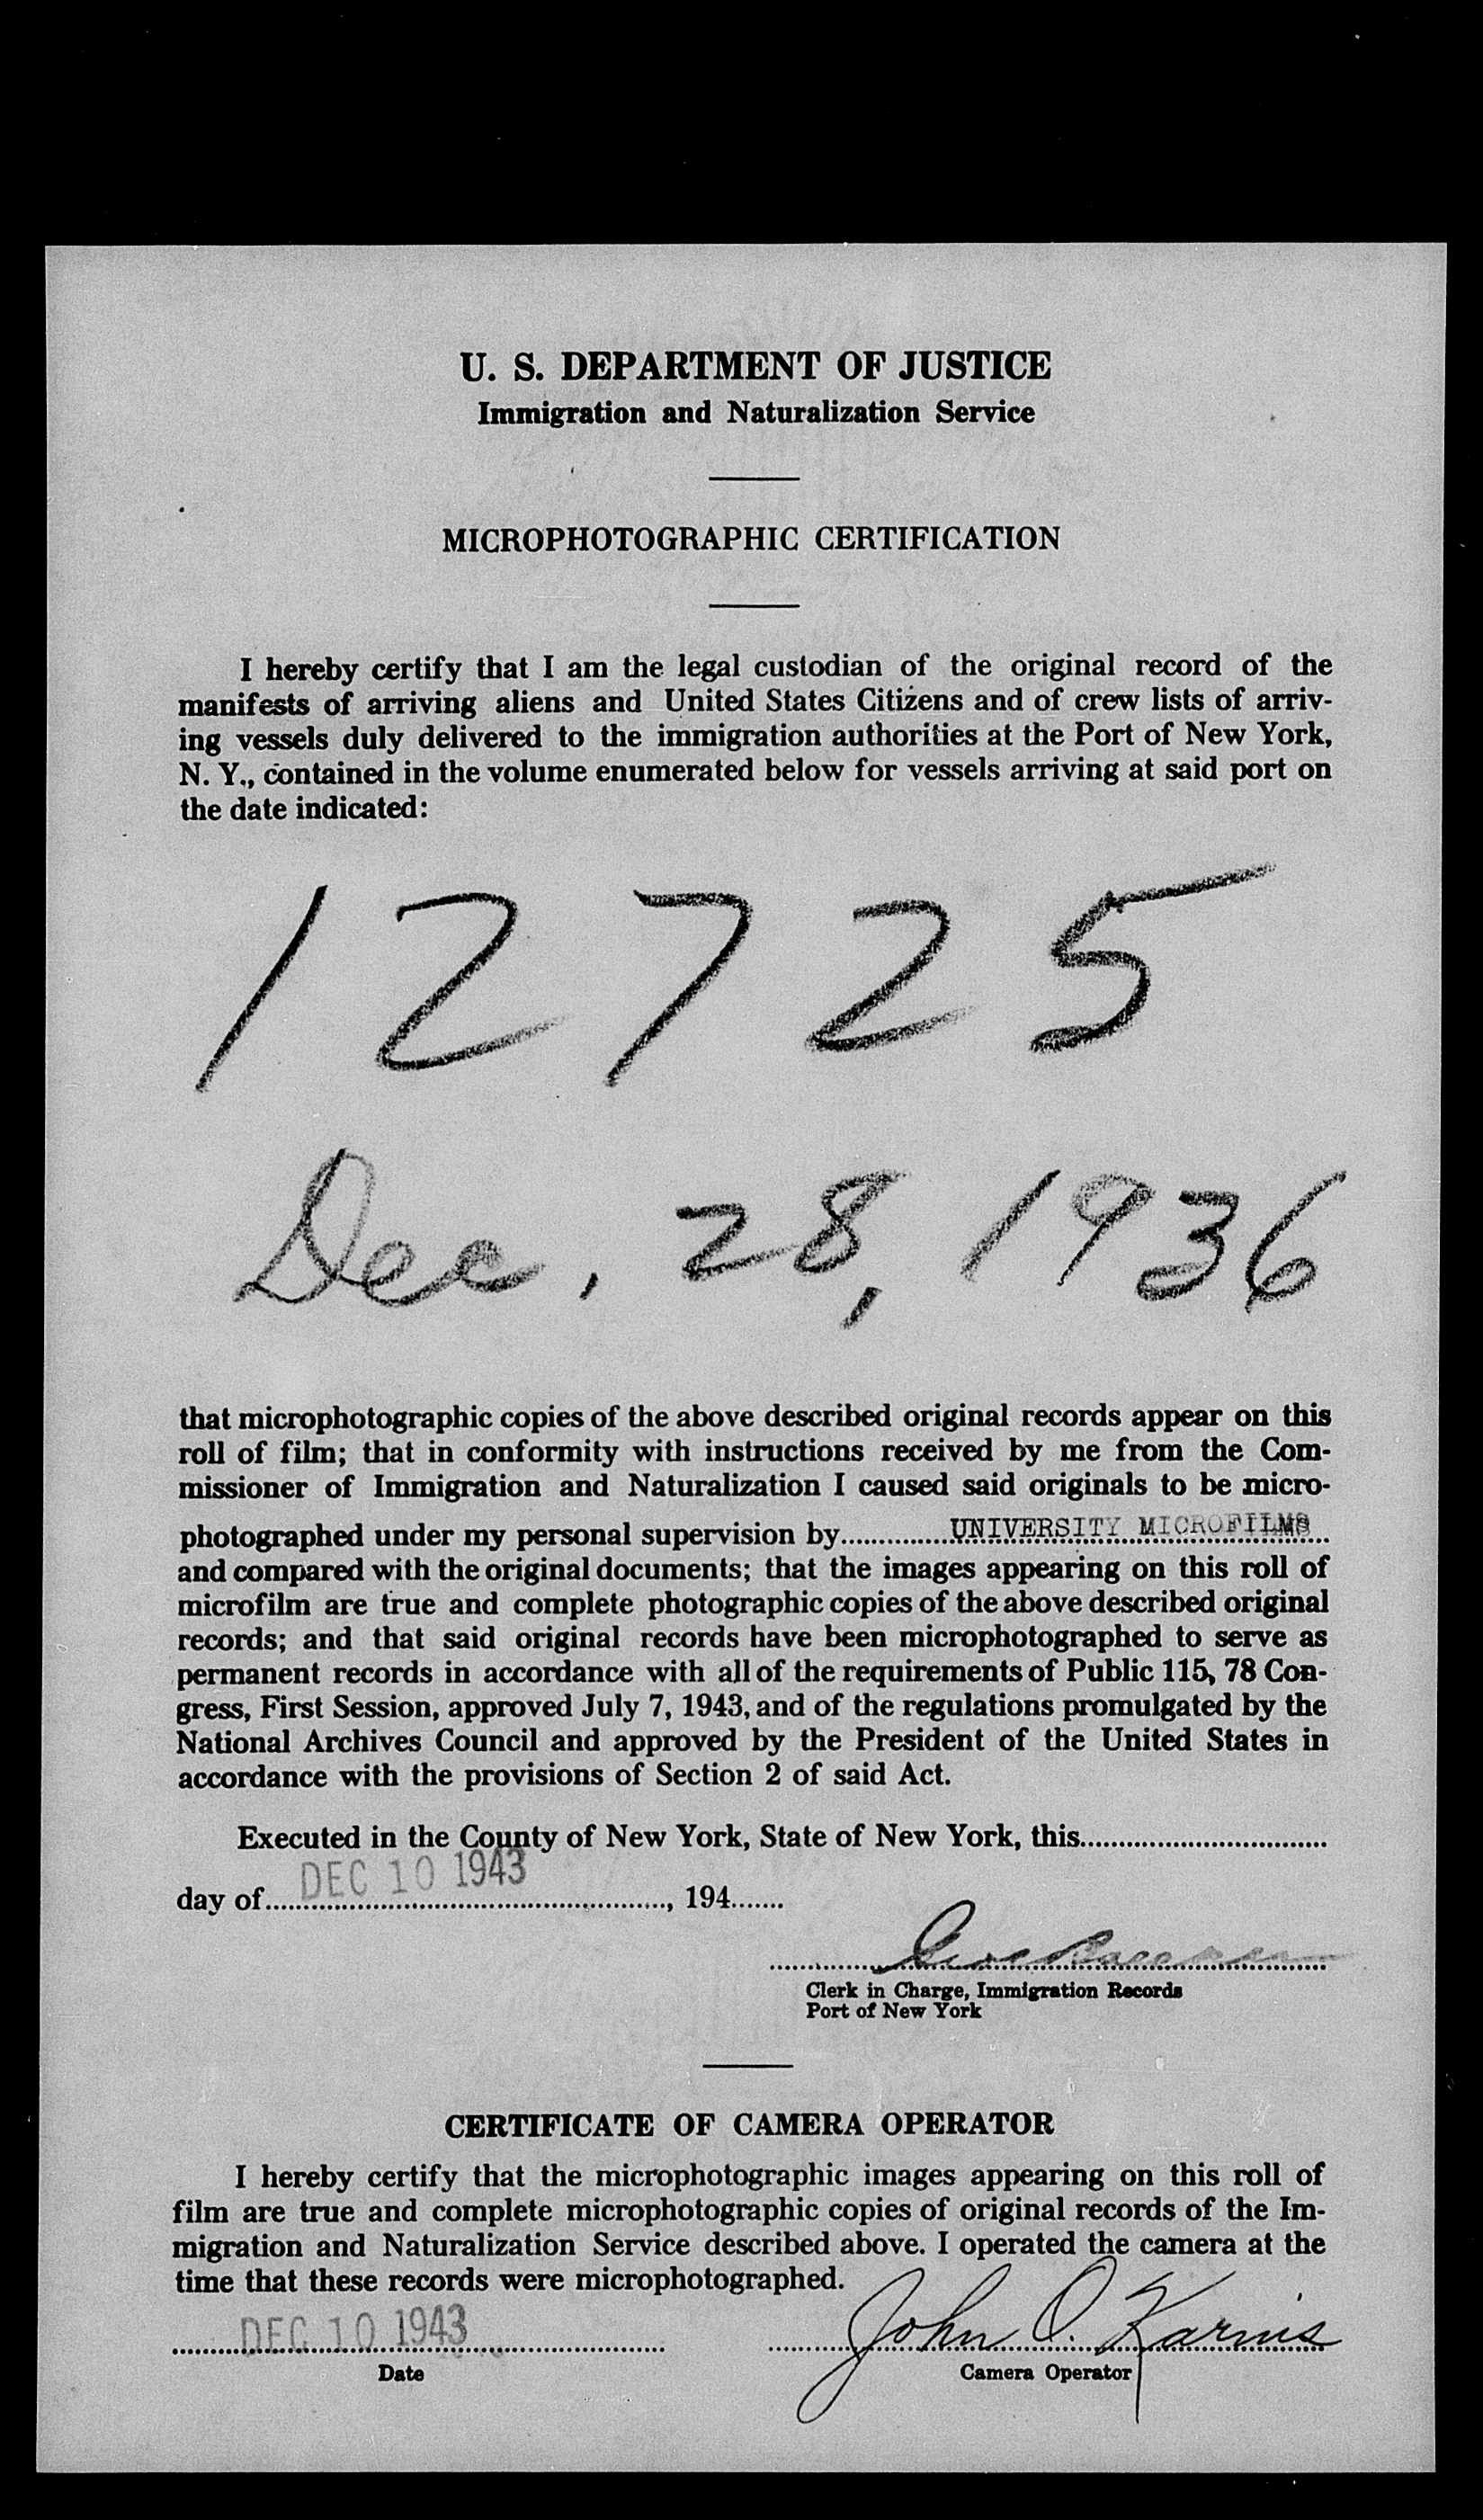 U. S. DEPARTMENT OF JUSTICE
Immigration and Naturalization Service
MICROPHOTOGRAPHIC CERTIFICATION
I hereby certify that I am the legal custodian of the original record of the
manifests of arriving aliens and United States Citizens and of crew lists of arriv-
ing vessels duly delivered to the immigration authorities at the Port of New York,
N. Y., contained in the volume enumerated below for vessels arriving at said port on
the date indicated:
12725
Dec. 28, 1936
that microphotographic copies of the above described original records appear on this
roll of film; that in conformity with instructions received by me from the Com-
missioner of Immigration and Naturalization I caused said originals to be micro-
photographed under my personal supervision by UNIVERSITY MICROFILMS
and compared with the original documents; that the images appearing on this roll of
microfilm are true and complete photographic copies of the above described original
records; and that said original records have been microphotographed to serve as
permanent records in accordance with all of the requirements of Public 115, 78 Con-
gress, First Session, approved July 7, 1943, and of the regulations promulgated by the
National Archives Council and approved by the President of the United States in
accordance with the provisions of Section 2 of said Act.
Executed in the County of New York, State of New York, this
day of DEC 10 1943, 194
Clerk in Charge, Immigration Records
Port of New York
CERTIFICATE OF CAMERA OPERATOR
I hereby certify that the microphotographic images appearing on this roll of
film are true and complete microphotographic copies of original records of the Im-
migration and Naturalization Service described above. I operated the camera at the
time that these records were microphotographed.
DEC 10 1943 John O. Karnis
Date Camera Operator